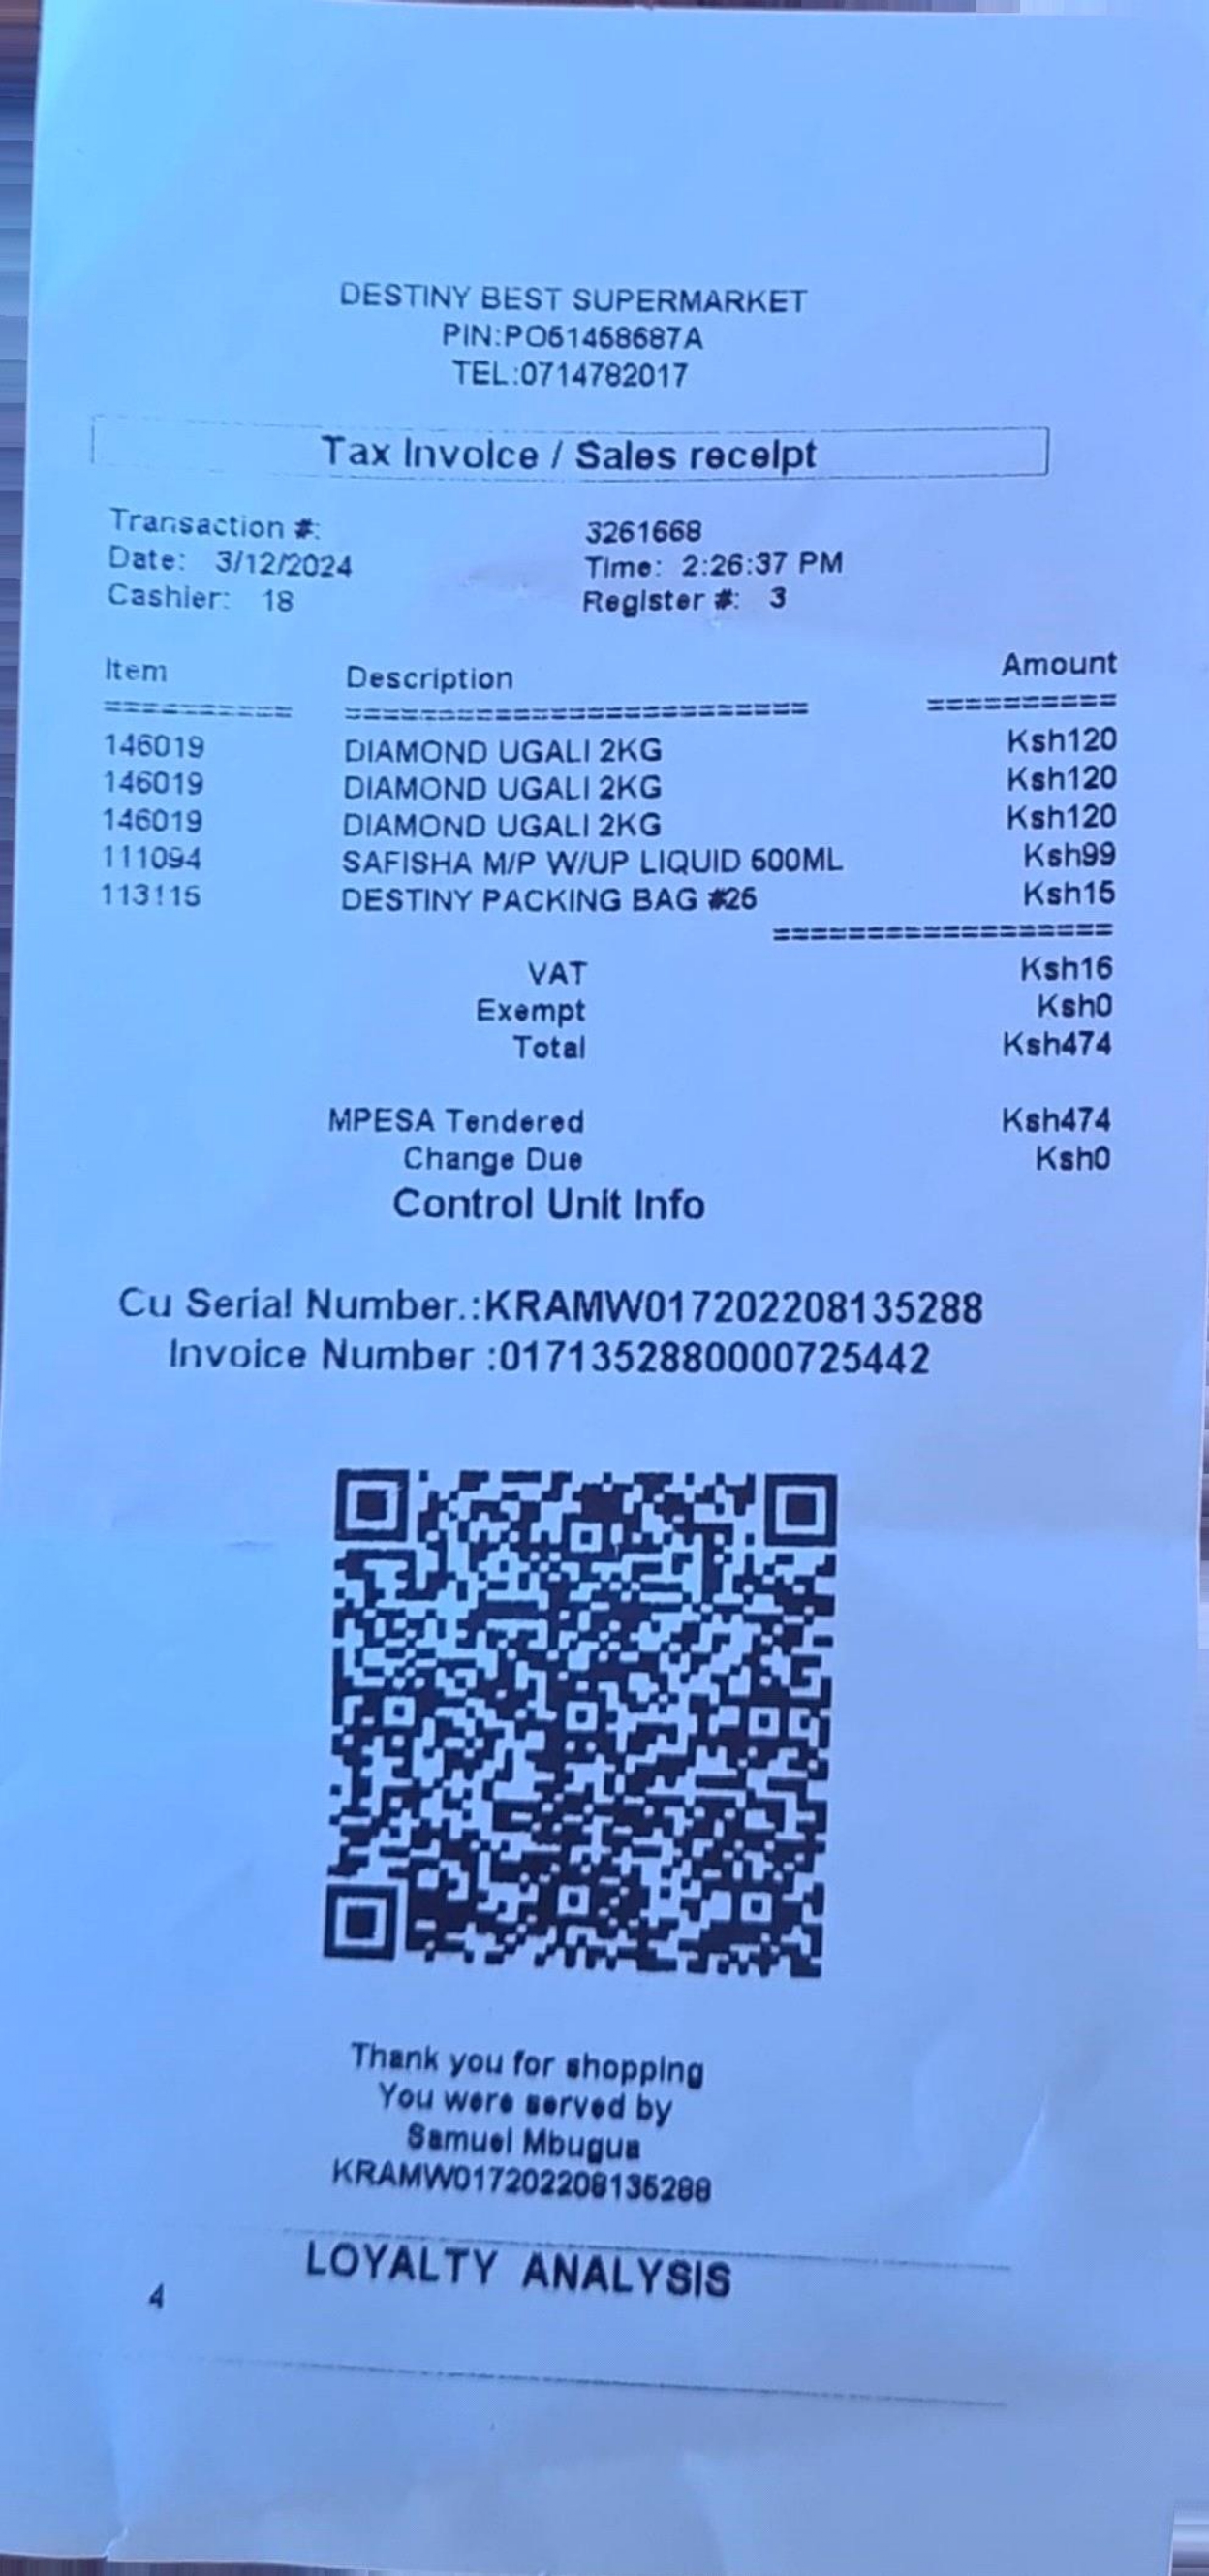 DESTINY BEST SUPERMARKET
PIN:PO51458687A
TEL:0714782017
Tax Invoice / Sales receipt
Transaction #: 3261668
Date: 3/12/2024 Time: 2:26:37 PM
Cashier: 18 Register #: 3
Item Description Amount
========== ========================= ==========
146019 DIAMOND UGALI 2KG Ksh120
146019 DIAMOND UGALI 2KG Ksh120
146019 DIAMOND UGALI 2KG Ksh120
111094 SAFISHA M/P W/UP LIQUID 500ML Ksh99
113115 DESTINY PACKING BAG #25 Ksh15
==================
VAT Ksh16
Exempt Ksh0
Total Ksh474
MPESA Tendered Ksh474
Change Due Ksh0
Control Unit Info
Cu Serial Number.:KRAMW017202208135288
Invoice Number :0171352880000725442
Thank you for shopping
You were served by
Samuel Mbugua
KRAMW017202208135288
LOYALTY ANALYSIS
4